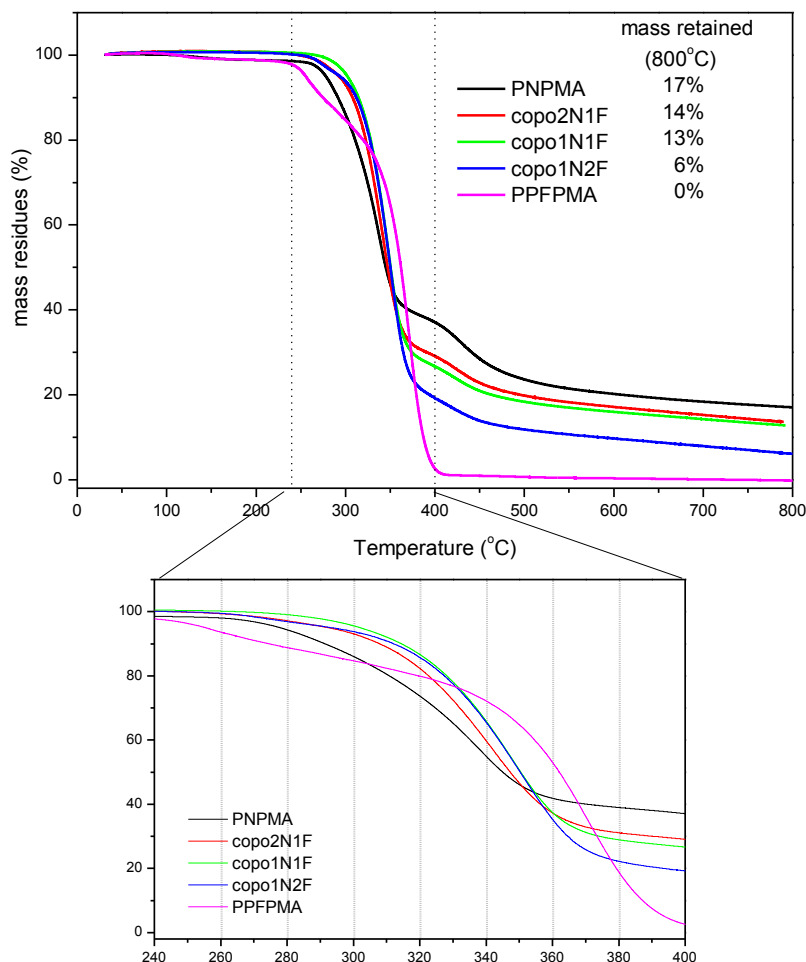 mass retained
(800°C)
PNPMA 17%
copo2N1F 14%
copo1N1F 13%
copo1N2F 6%
PPFPMA 0%
mass residues (%)
100
80
60
40
20
0
0 100 200 300 400 500 600 700 800
Temperature (°C)
100
80
60
40
20
0
PNPMA
copo2N1F
copo1N1F
copo1N2F
PPFPMA
240 260 280 300 320 340 360 380 400